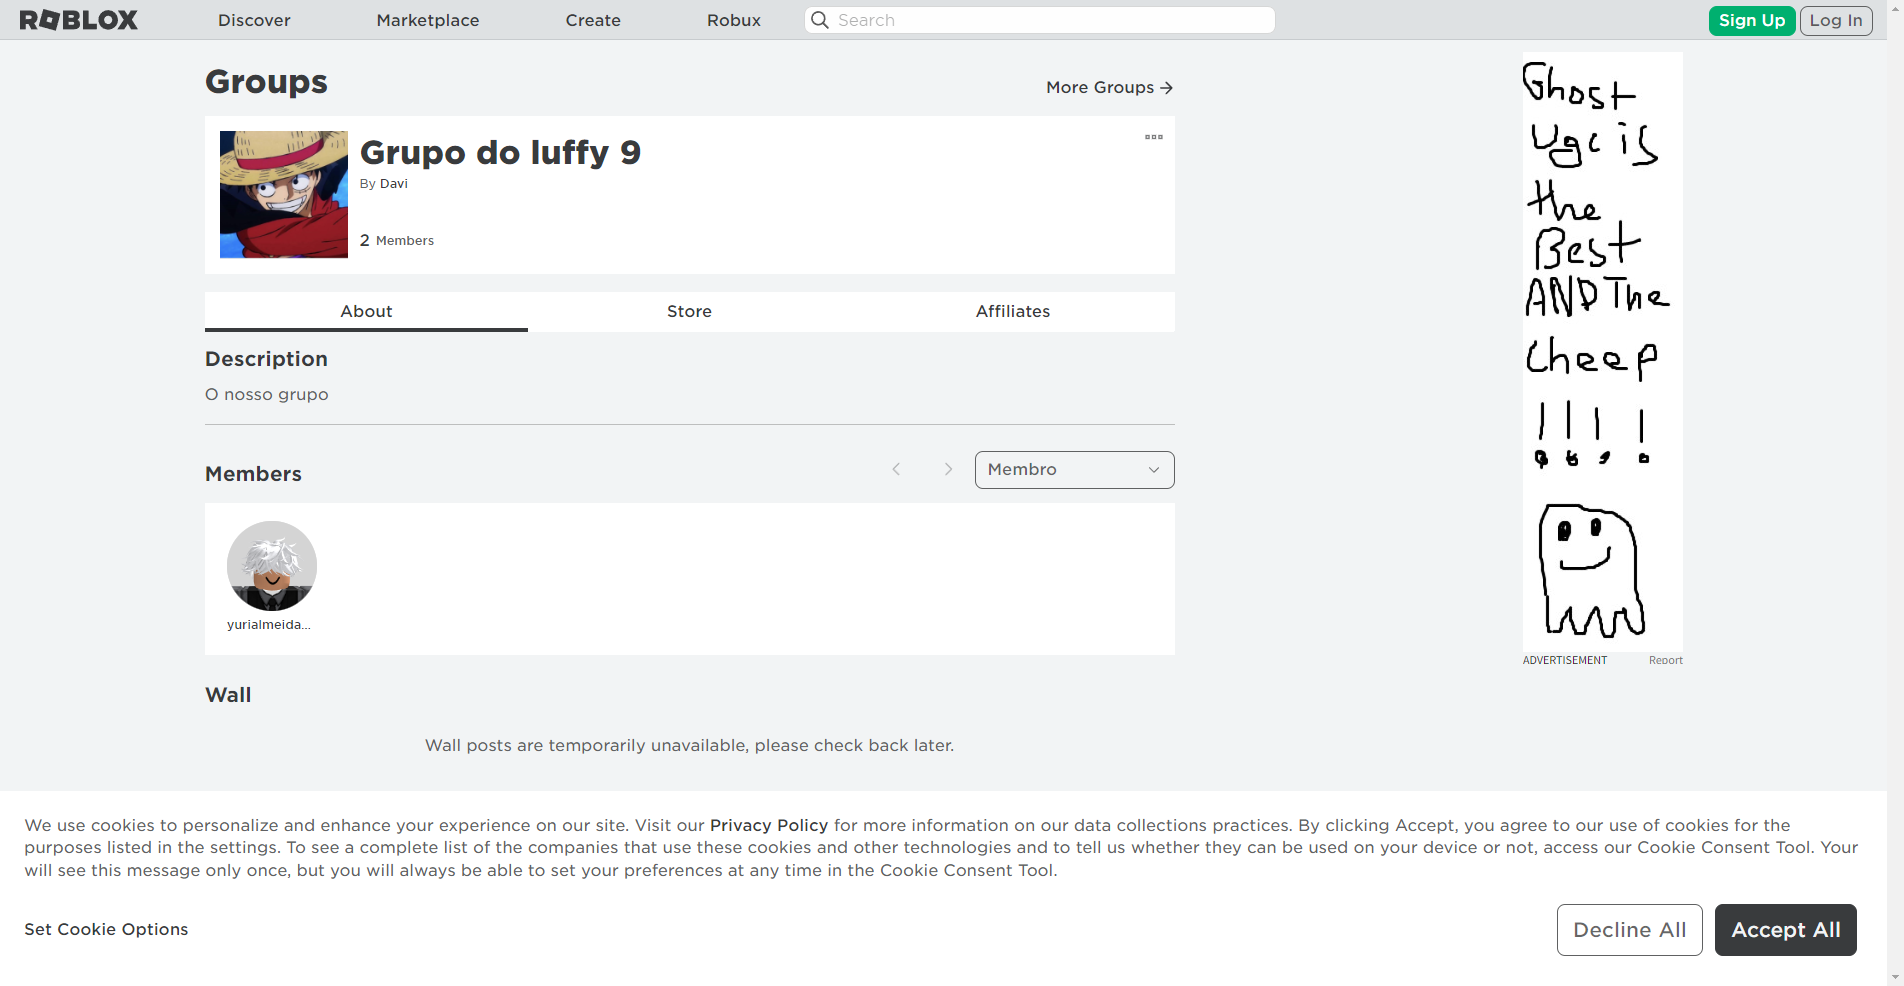 ROBLOX Discover Marketplace Create Robux Search Sign Up Log In
Groups
More Groups
Grupo do luffy 9
By Davi
2 Members
About Store Affiliates
Description
O nosso grupo
Members
Membro
yurialmeida...
Wall
Wall posts are temporarily unavailable, please check back later.
Ghost
Ugc is
the
Best
AND The
Cheep
!!!!
ADVERTISEMENT Report
We use cookies to personalize and enhance your experience on our site. Visit our Privacy Policy for more information on our data collections practices. By clicking Accept, you agree to our use of cookies for the
purposes listed in the settings. To see a complete list of the companies that use these cookies and other technologies and to tell us whether they can be used on your device or not, access our Cookie Consent Tool. Your
will see this message only once, but you will always be able to set your preferences at any time in the Cookie Consent Tool.
Set Cookie Options
Decline All
Accept All